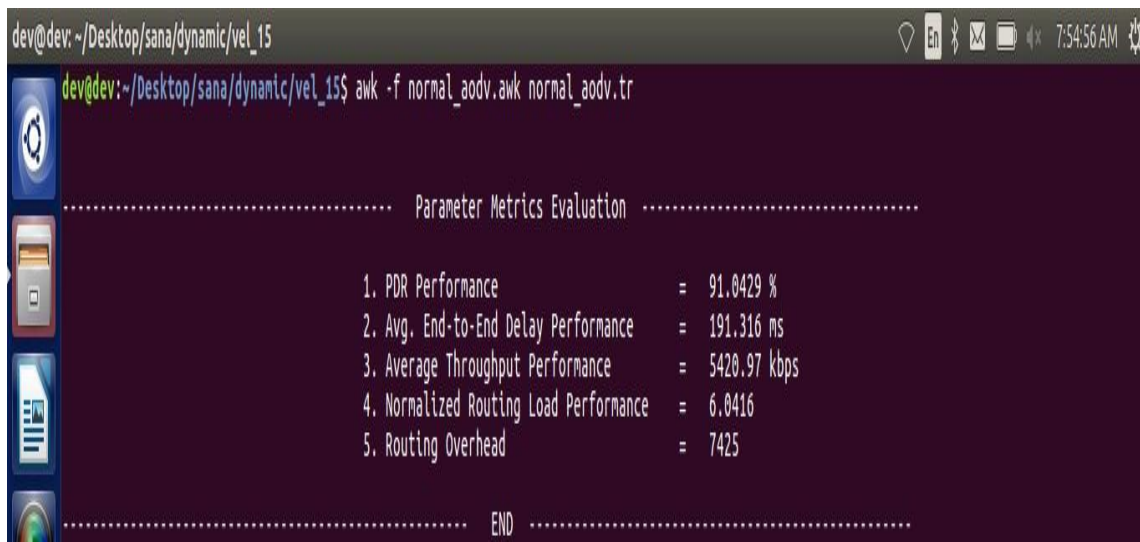 dev@dev: ~/Desktop/sana/dynamic/vel_15 En 7:54:56 AM
dev@dev:~/Desktop/sana/dynamic/vel_15$ awk -f normal_aodv.awk normal_aodv.tr
------------------------------------------- Parameter Metrics Evaluation ------------------------------------
1. PDR Performance = 91.0429 %
2. Avg. End-to-End Delay Performance = 191.316 ms
3. Average Throughput Performance = 5420.97 kbps
4. Normalized Routing Load Performance = 6.0416
5. Routing Overhead = 7425
----------------------------------------------------- END --------------------------------------------------